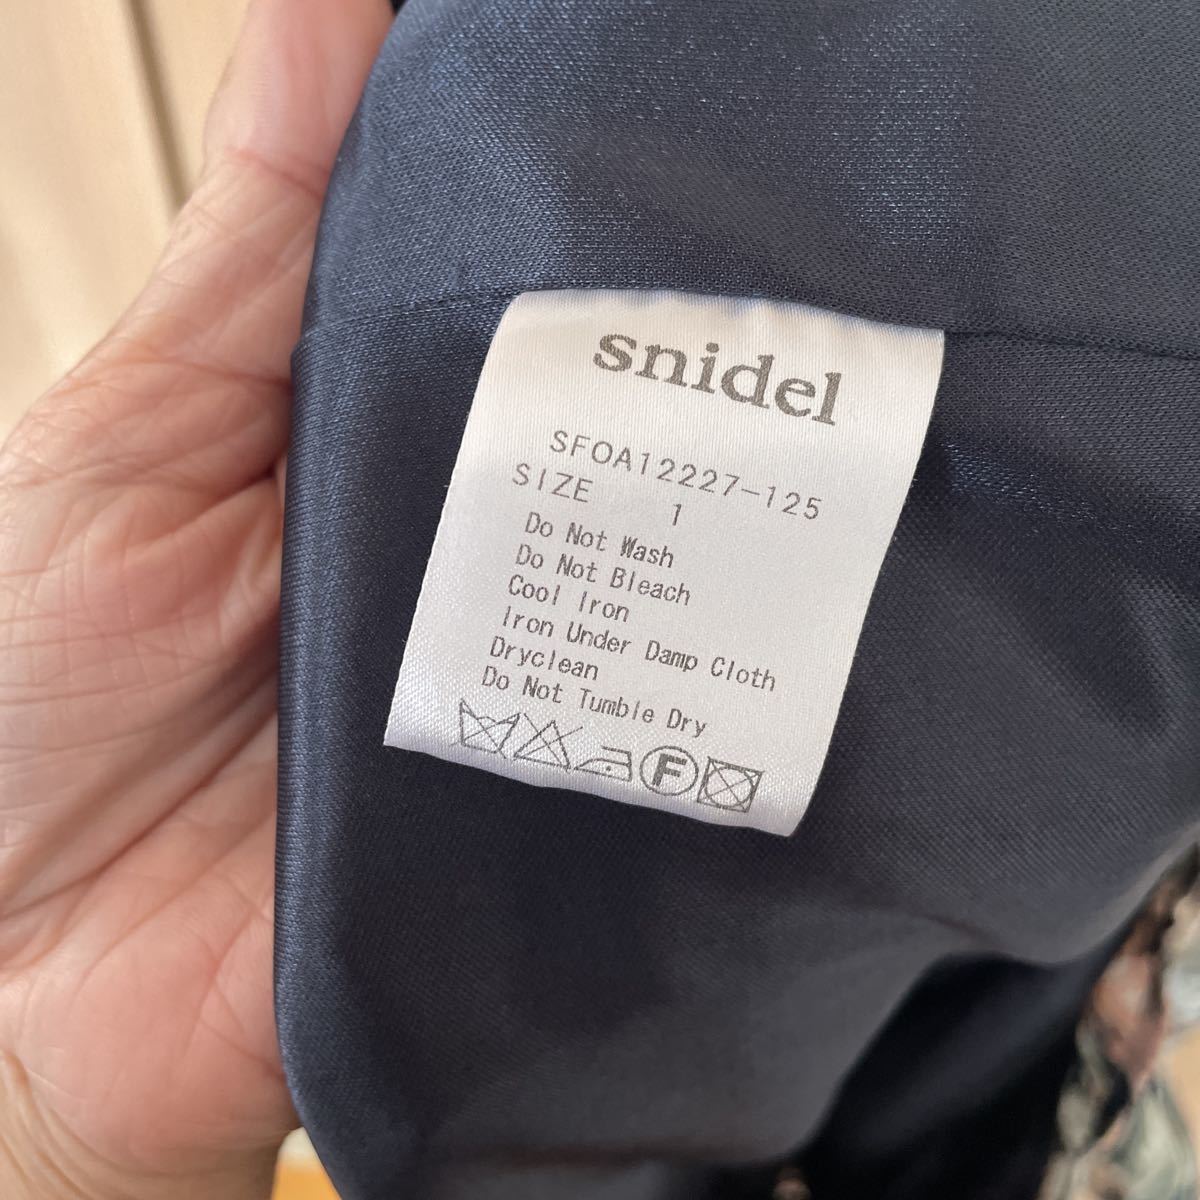 snidel
SFOA12227-125
SIZE 1
Do Not Wash
Do Not Bleach
Cool Iron
Iron Under Damp Cloth
Dryclean
Do Not Tumble Dry
F